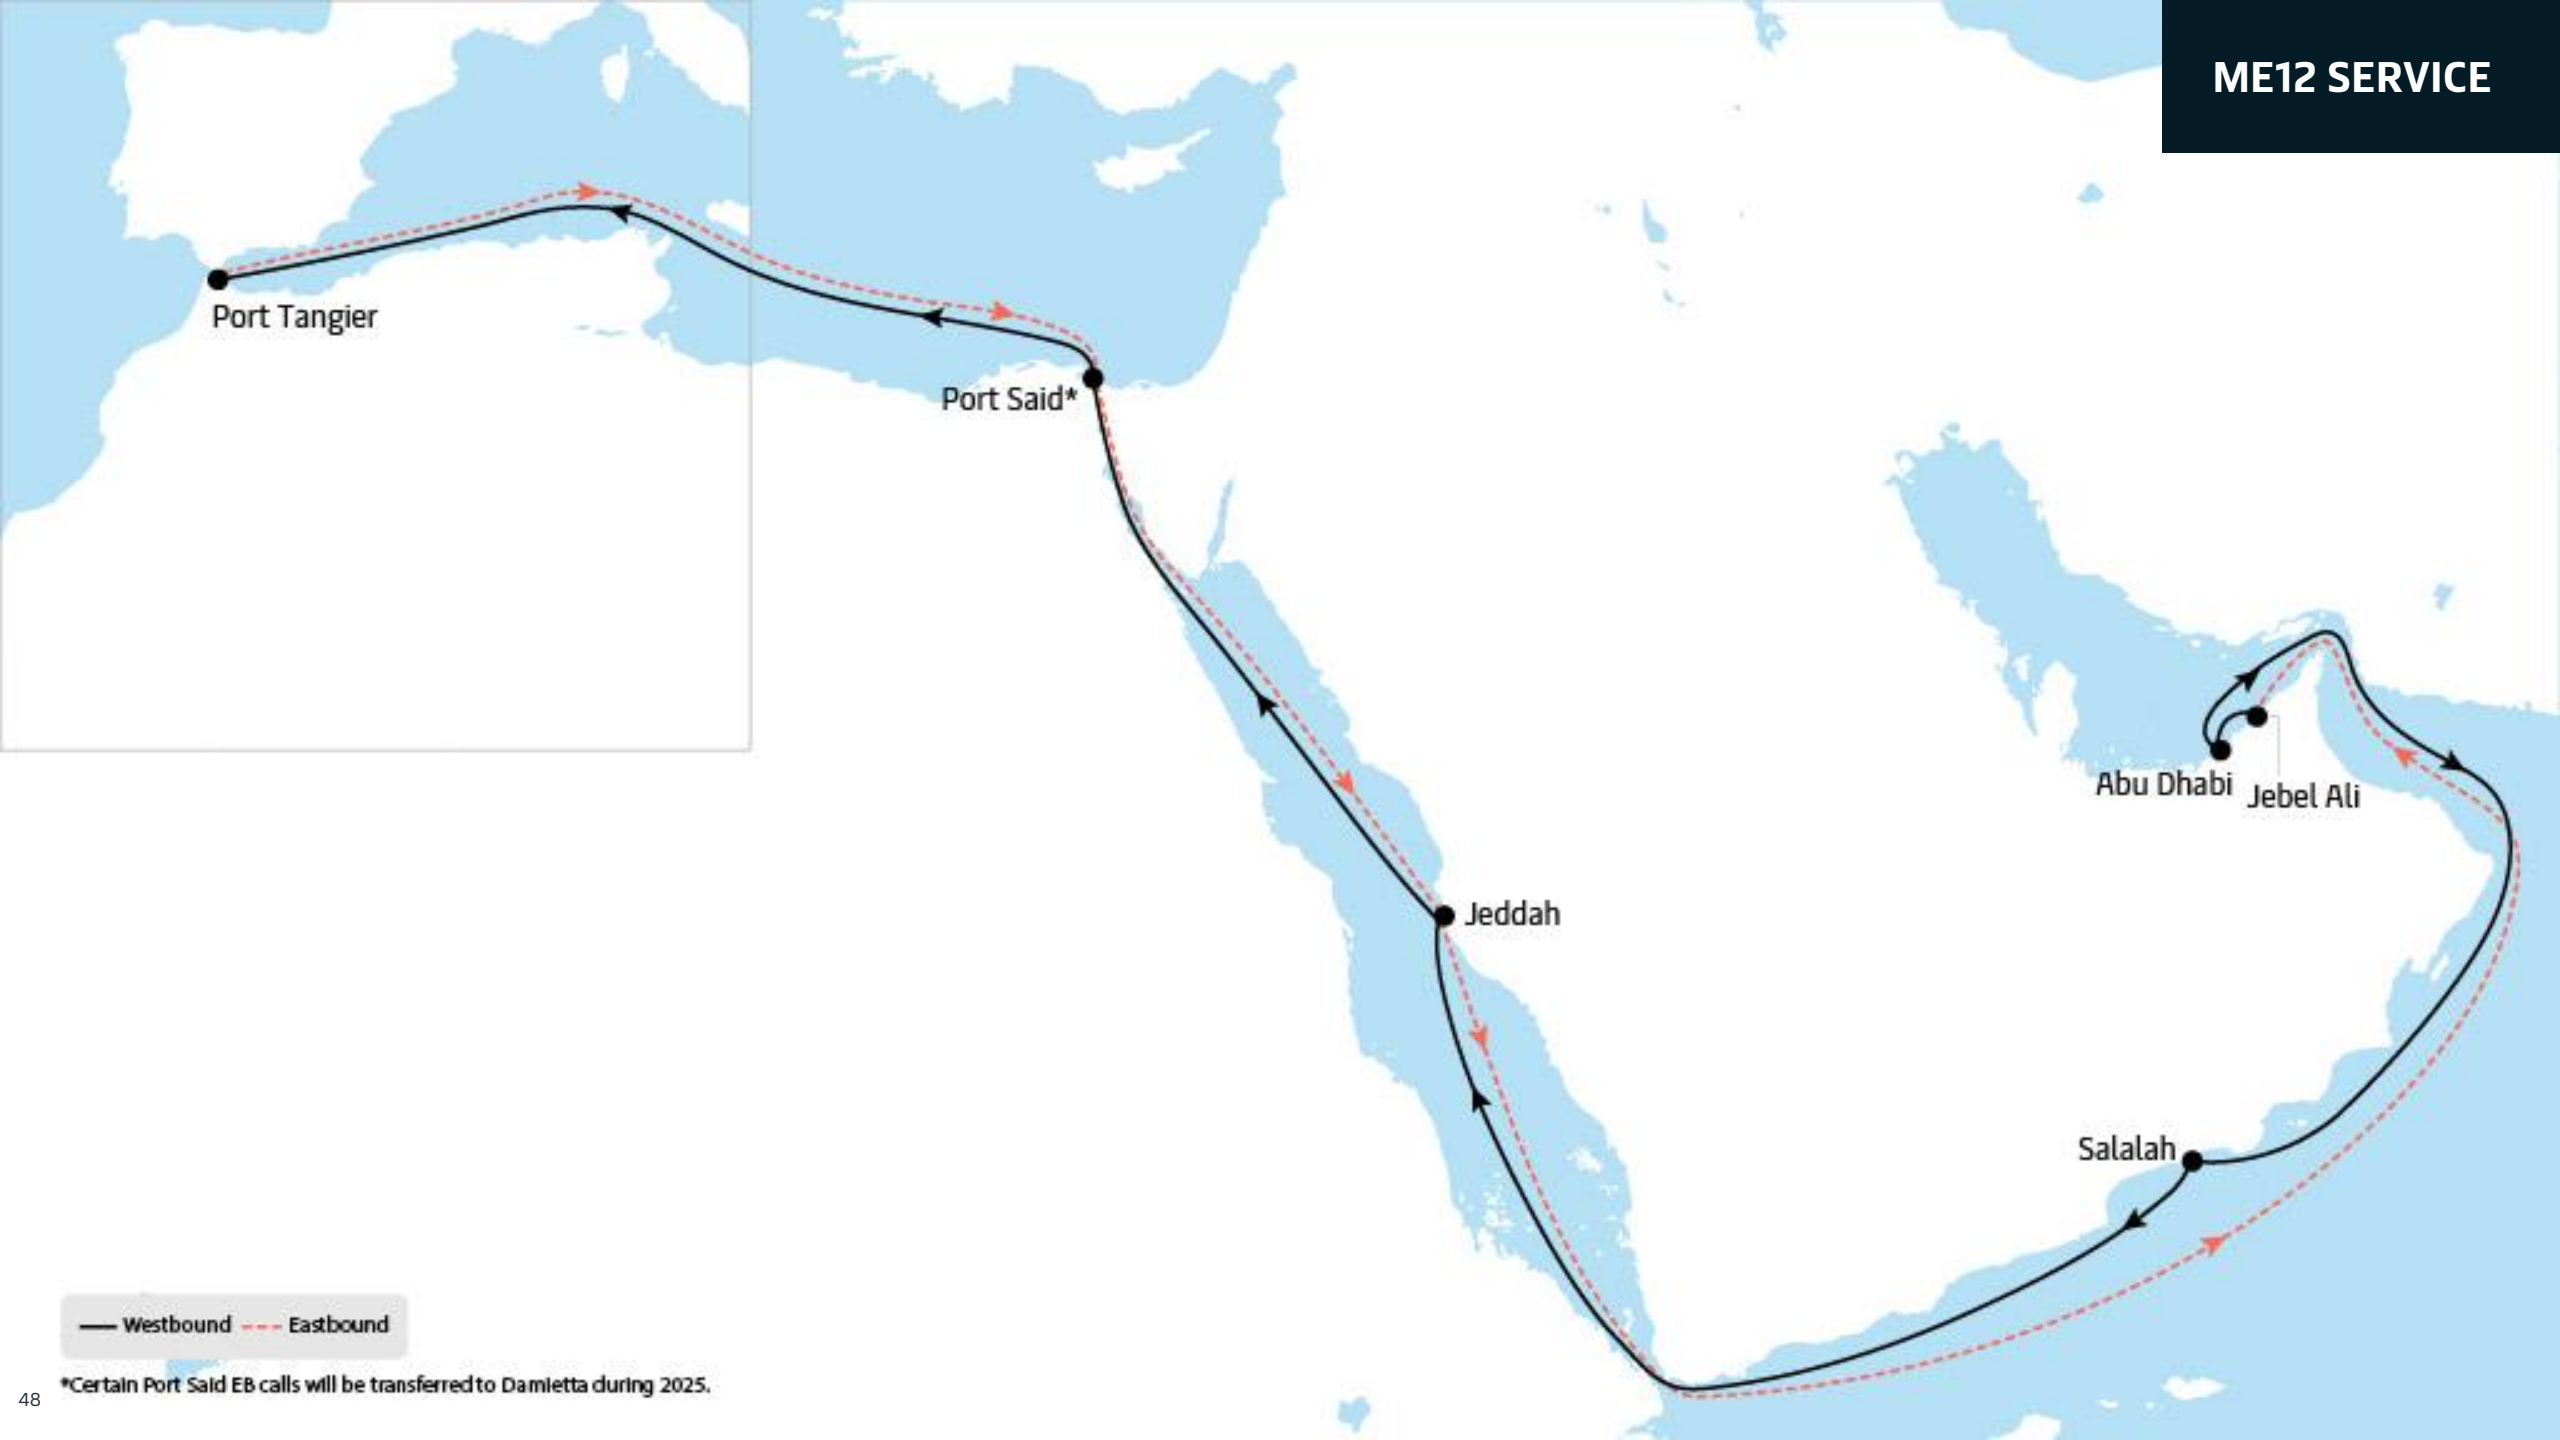 ME12 SERVICE
Port Tangier
Port Said*
Abu Dhabi
Jebel Ali
Jeddah
Salalah
Westbound
Eastbound
*Certain Port Said EB calls will be transferred to Damietta during 2025.
48